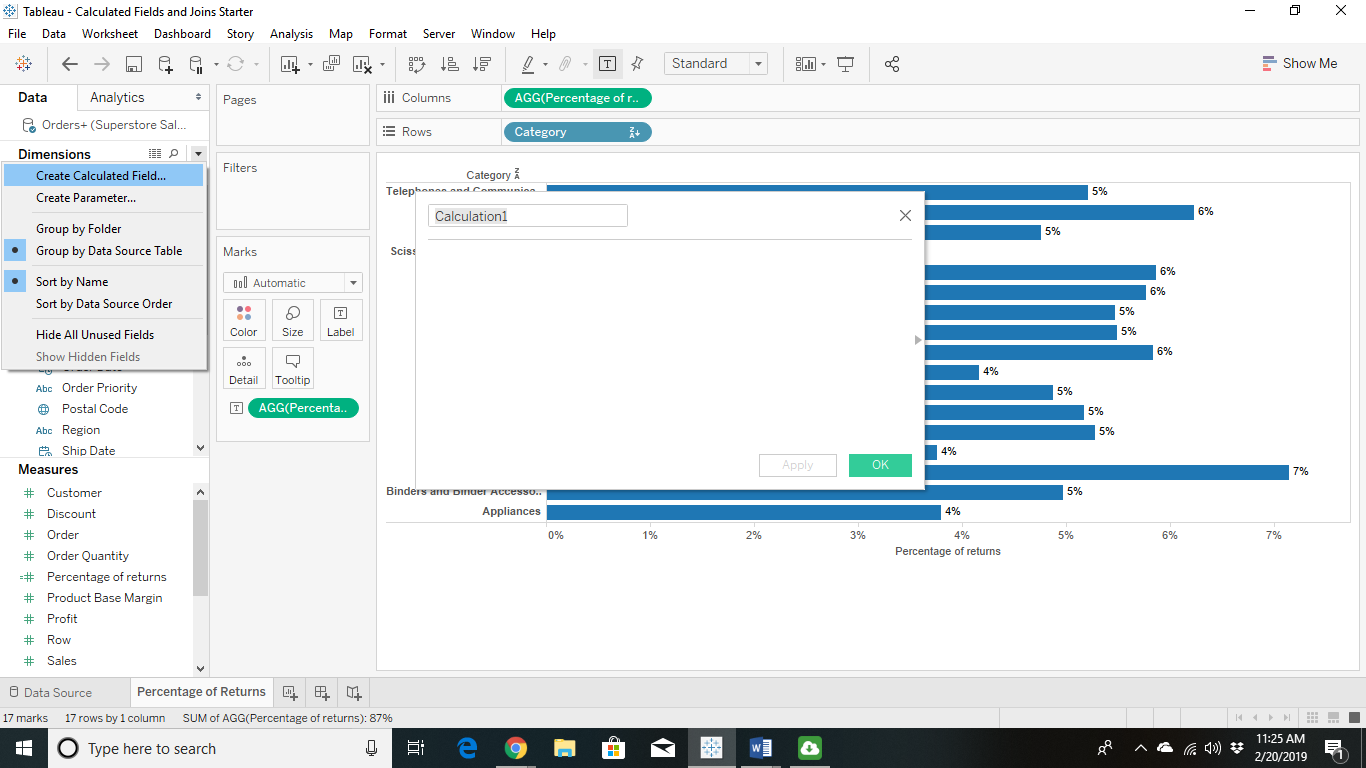 Tableau - Calculated Fields and Joins Starter
File Data Worksheet Dashboard Story Analysis Map Format Server Window Help
Standard
Show Me
Data
Analytics
Orders+ (Superstore Sal...
Dimensions
Create Calculated Field...
Create Parameter...
Group by Folder
Group by Data Source Table
Sort by Name
Sort by Data Source Order
Hide All Unused Fields
Show Hidden Fields
Abc Order Priority
Postal Code
Abc Region
Ship Date
Measures
Customer
Discount
Order
Order Quantity
Percentage of returns
Product Base Margin
Profit
Row
Sales
Pages
Filters
Marks
Automatic
Color
Size
Label
Detail
Tooltip
AGG(Percenta..
Columns
AGG(Percentage of r..
Rows
Category
Category
5%
6%
5%
Calculation1
6%
6%
5%
5%
6%
4%
5%
5%
5%
4%
7%
Apply
OK
Binders and Binder Accesso..
5%
Appliances
4%
0% 1% 2% 3% 4% 5% 6% 7%
Percentage of returns
Data Source
Percentage of Returns
17 marks 17 rows by 1 column SUM of AGG(Percentage of returns): 87%
Type here to search
11:25 AM
2/20/2019
1